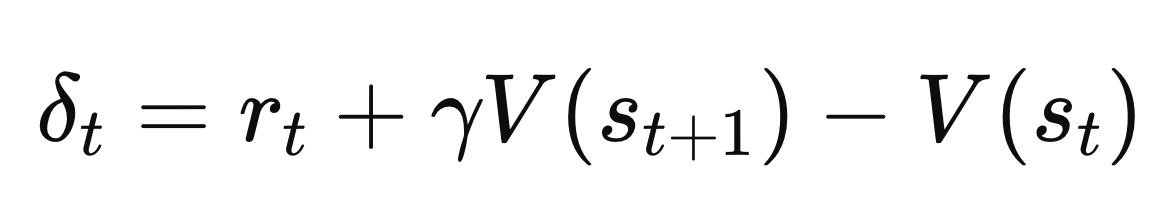 δ_t = r_t + γV(s_{t+1}) − V(s_t)